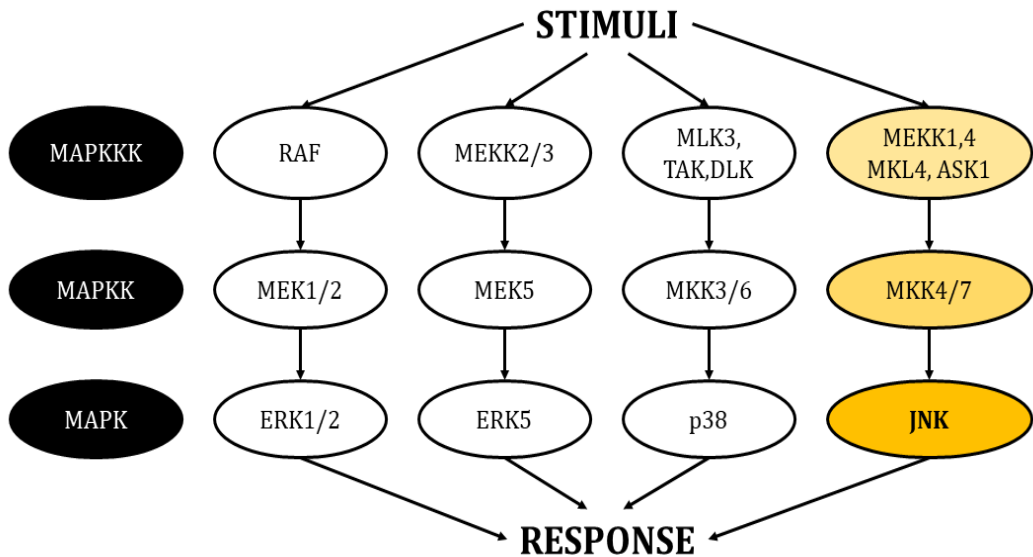 STIMULI
MAPKKK
RAF
MEKK2/3
MLK3,
TAK,DLK
MEKK1,4
MKL4, ASK1
MAPKK
MEK1/2
MEK5
MKK3/6
MKK4/7
MAPK
ERK1/2
ERK5
p38
JNK
RESPONSE